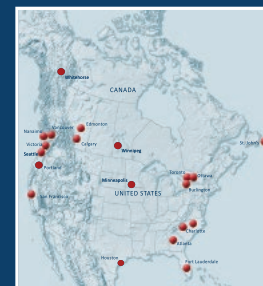 Whitehorse
CANADA
Edmonton
Vancouver
Nanaimo
Victoria
Calgary
Seattle
Winnipeg
Portland
St. John's
Toronto
Ottawa
Minneapolis
Burlington
UNITED STATES
San Francisco
Charlotte
Atlanta
Houston
Fort Lauderdale